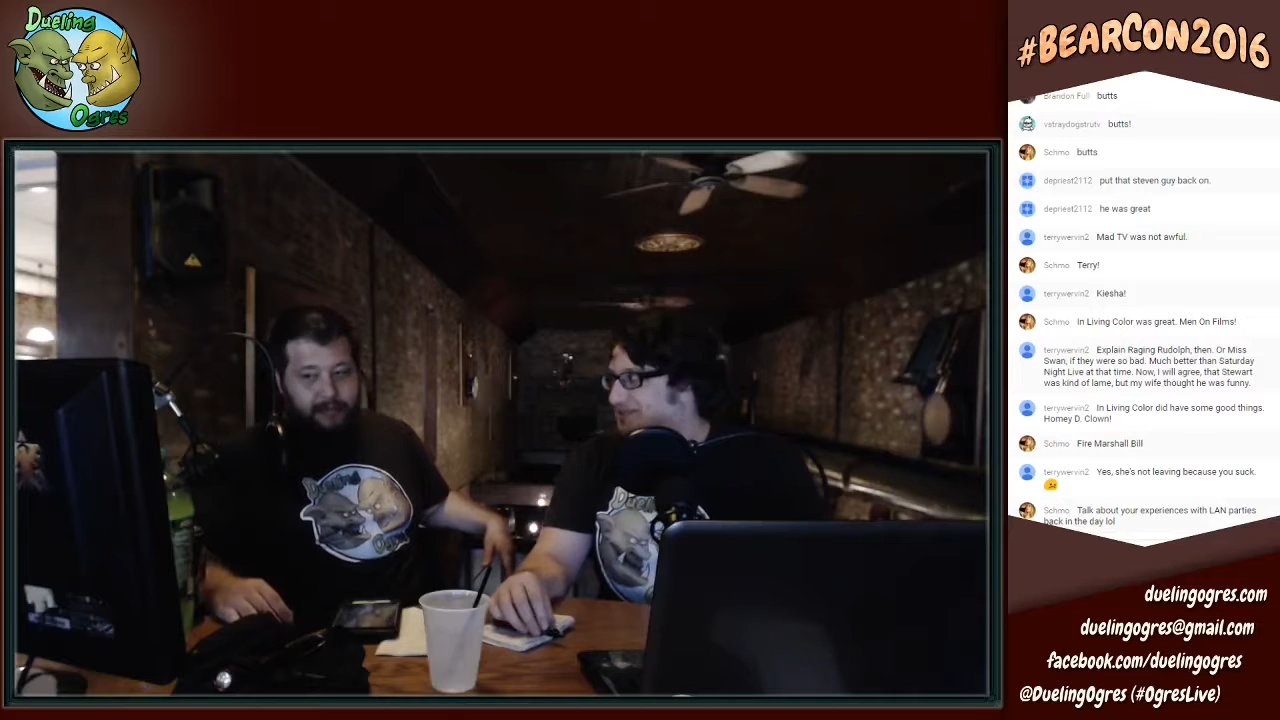 Dueling
Ogres
#BEARCON2016
Brandon Full butts
vstraydogstrutv butts!
Schmo butts
depriest2112 put that steven guy back on.
depriest2112 he was great
terrywervin2 Mad TV was not awful.
Schmo Terry!
terrywervin2 Kiesha!
Schmo In Living Color was great. Men On Films!
terrywervin2 Explain Raging Rudolph, then. Or Miss
Swan, if they were so bad. Much better than Saturday
Night Live at that time. Now, I will agree, that Stewart
was kind of lame, but my wife thought he was funny.
terrywervin2 In Living Color did have some good things.
Homey D. Clown!
Schmo Fire Marshall Bill
terrywervin2 Yes, she's not leaving because you suck.
Schmo Talk about your experiences with LAN parties
back in the day lol
duelingogres.com
duelingogres@gmail.com
facebook.com/duelingogres
@DuelingOgres (#OgresLive)
Dueling
Ogres
Dueling